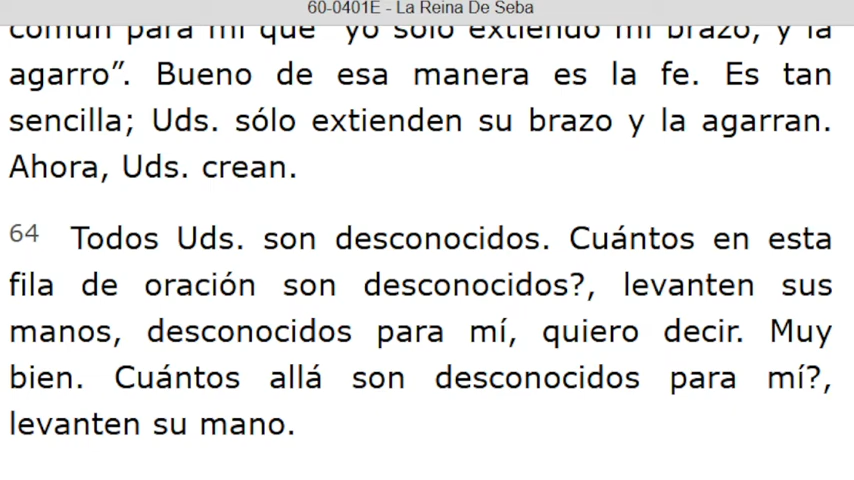 60-0401E - La Reina De Seba
común para mí que “yo sólo extiendo mi brazo, y la
agarro”. Bueno de esa manera es la fe. Es tan
sencilla; Uds. sólo extienden su brazo y la agarran.
Ahora, Uds. crean.
64 Todos Uds. son desconocidos. Cuántos en esta
fila de oración son desconocidos?, levanten sus
manos, desconocidos para mí, quiero decir. Muy
bien. Cuántos allá son desconocidos para mí?,
levanten su mano.